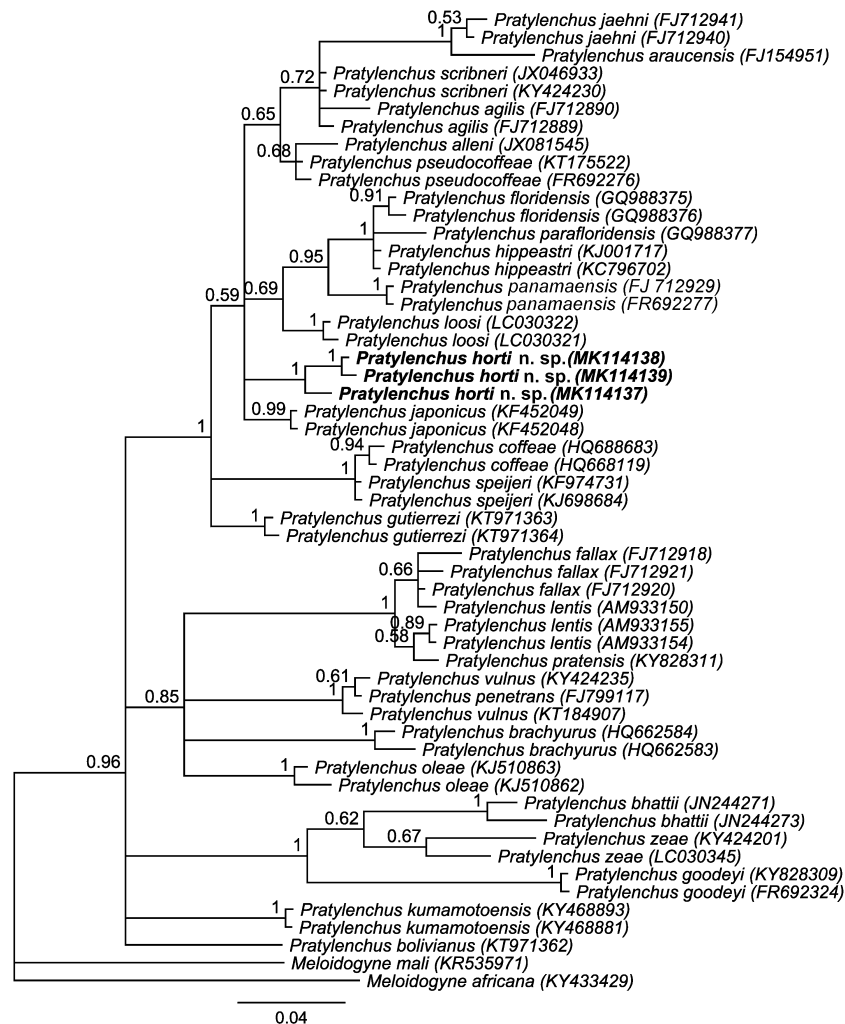 0.53
Pratylenchus jaehni (FJ712941)
1
Pratylenchus jaehni (FJ712940)
Pratylenchus araucensis (FJ154951)
0.72
Pratylenchus scribneri (JX046933)
Pratylenchus scribneri (KY424230)
Pratylenchus agilis (FJ712890)
0.65
Pratylenchus agilis (FJ712889)
Pratylenchus alleni (JX081545)
0.68
Pratylenchus pseudocoffeae (KT175522)
Pratylenchus pseudocoffeae (FR692276)
0.91
Pratylenchus floridensis (GQ988375)
Pratylenchus floridensis (GQ988376)
1
Pratylenchus parafloridensis (GQ988377)
Pratylenchus hippeastri (KJ001717)
0.95
Pratylenchus hippeastri (KC796702)
1
Pratylenchus panamaensis (FJ 712929)
0.59
0.69
Pratylenchus panamaensis (FR692277)
1
Pratylenchus loosi (LC030322)
Pratylenchus loosi (LC030321)
1
Pratylenchus horti n. sp.(MK114138)
1
Pratylenchus horti n. sp. (MK114139)
Pratylenchus horti n. sp.(MK114137)
0.99
Pratylenchus japonicus (KF452049)
1
Pratylenchus japonicus (KF452048)
0.94
Pratylenchus coffeae (HQ688683)
1
Pratylenchus coffeae (HQ668119)
Pratylenchus speijeri (KF974731)
Pratylenchus speijeri (KJ698684)
1
Pratylenchus gutierrezi (KT971363)
Pratylenchus gutierrezi (KT971364)
Pratylenchus fallax (FJ712918)
0.66
Pratylenchus fallax (FJ712921)
Pratylenchus fallax (FJ712920)
1
Pratylenchus lentis (AM933150)
0.89
Pratylenchus lentis (AM933155)
0.58
Pratylenchus lentis (AM933154)
Pratylenchus pratensis (KY828311)
0.61
Pratylenchus vulnus (KY424235)
0.85
1
Pratylenchus penetrans (FJ799117)
Pratylenchus vulnus (KT184907)
1
Pratylenchus brachyurus (HQ662584)
Pratylenchus brachyurus (HQ662583)
0.96
1
Pratylenchus oleae (KJ510863)
Pratylenchus oleae (KJ510862)
1
Pratylenchus bhattii (JN244271)
0.62
Pratylenchus bhattii (JN244273)
0.67
Pratylenchus zeae (KY424201)
1
Pratylenchus zeae (LC030345)
1
Pratylenchus goodeyi (KY828309)
Pratylenchus goodeyi (FR692324)
1
Pratylenchus kumamotoensis (KY468893)
Pratylenchus kumamotoensis (KY468881)
Pratylenchus bolivianus (KT971362)
Meloidogyne mali (KR535971)
Meloidogyne africana (KY433429)
0.04